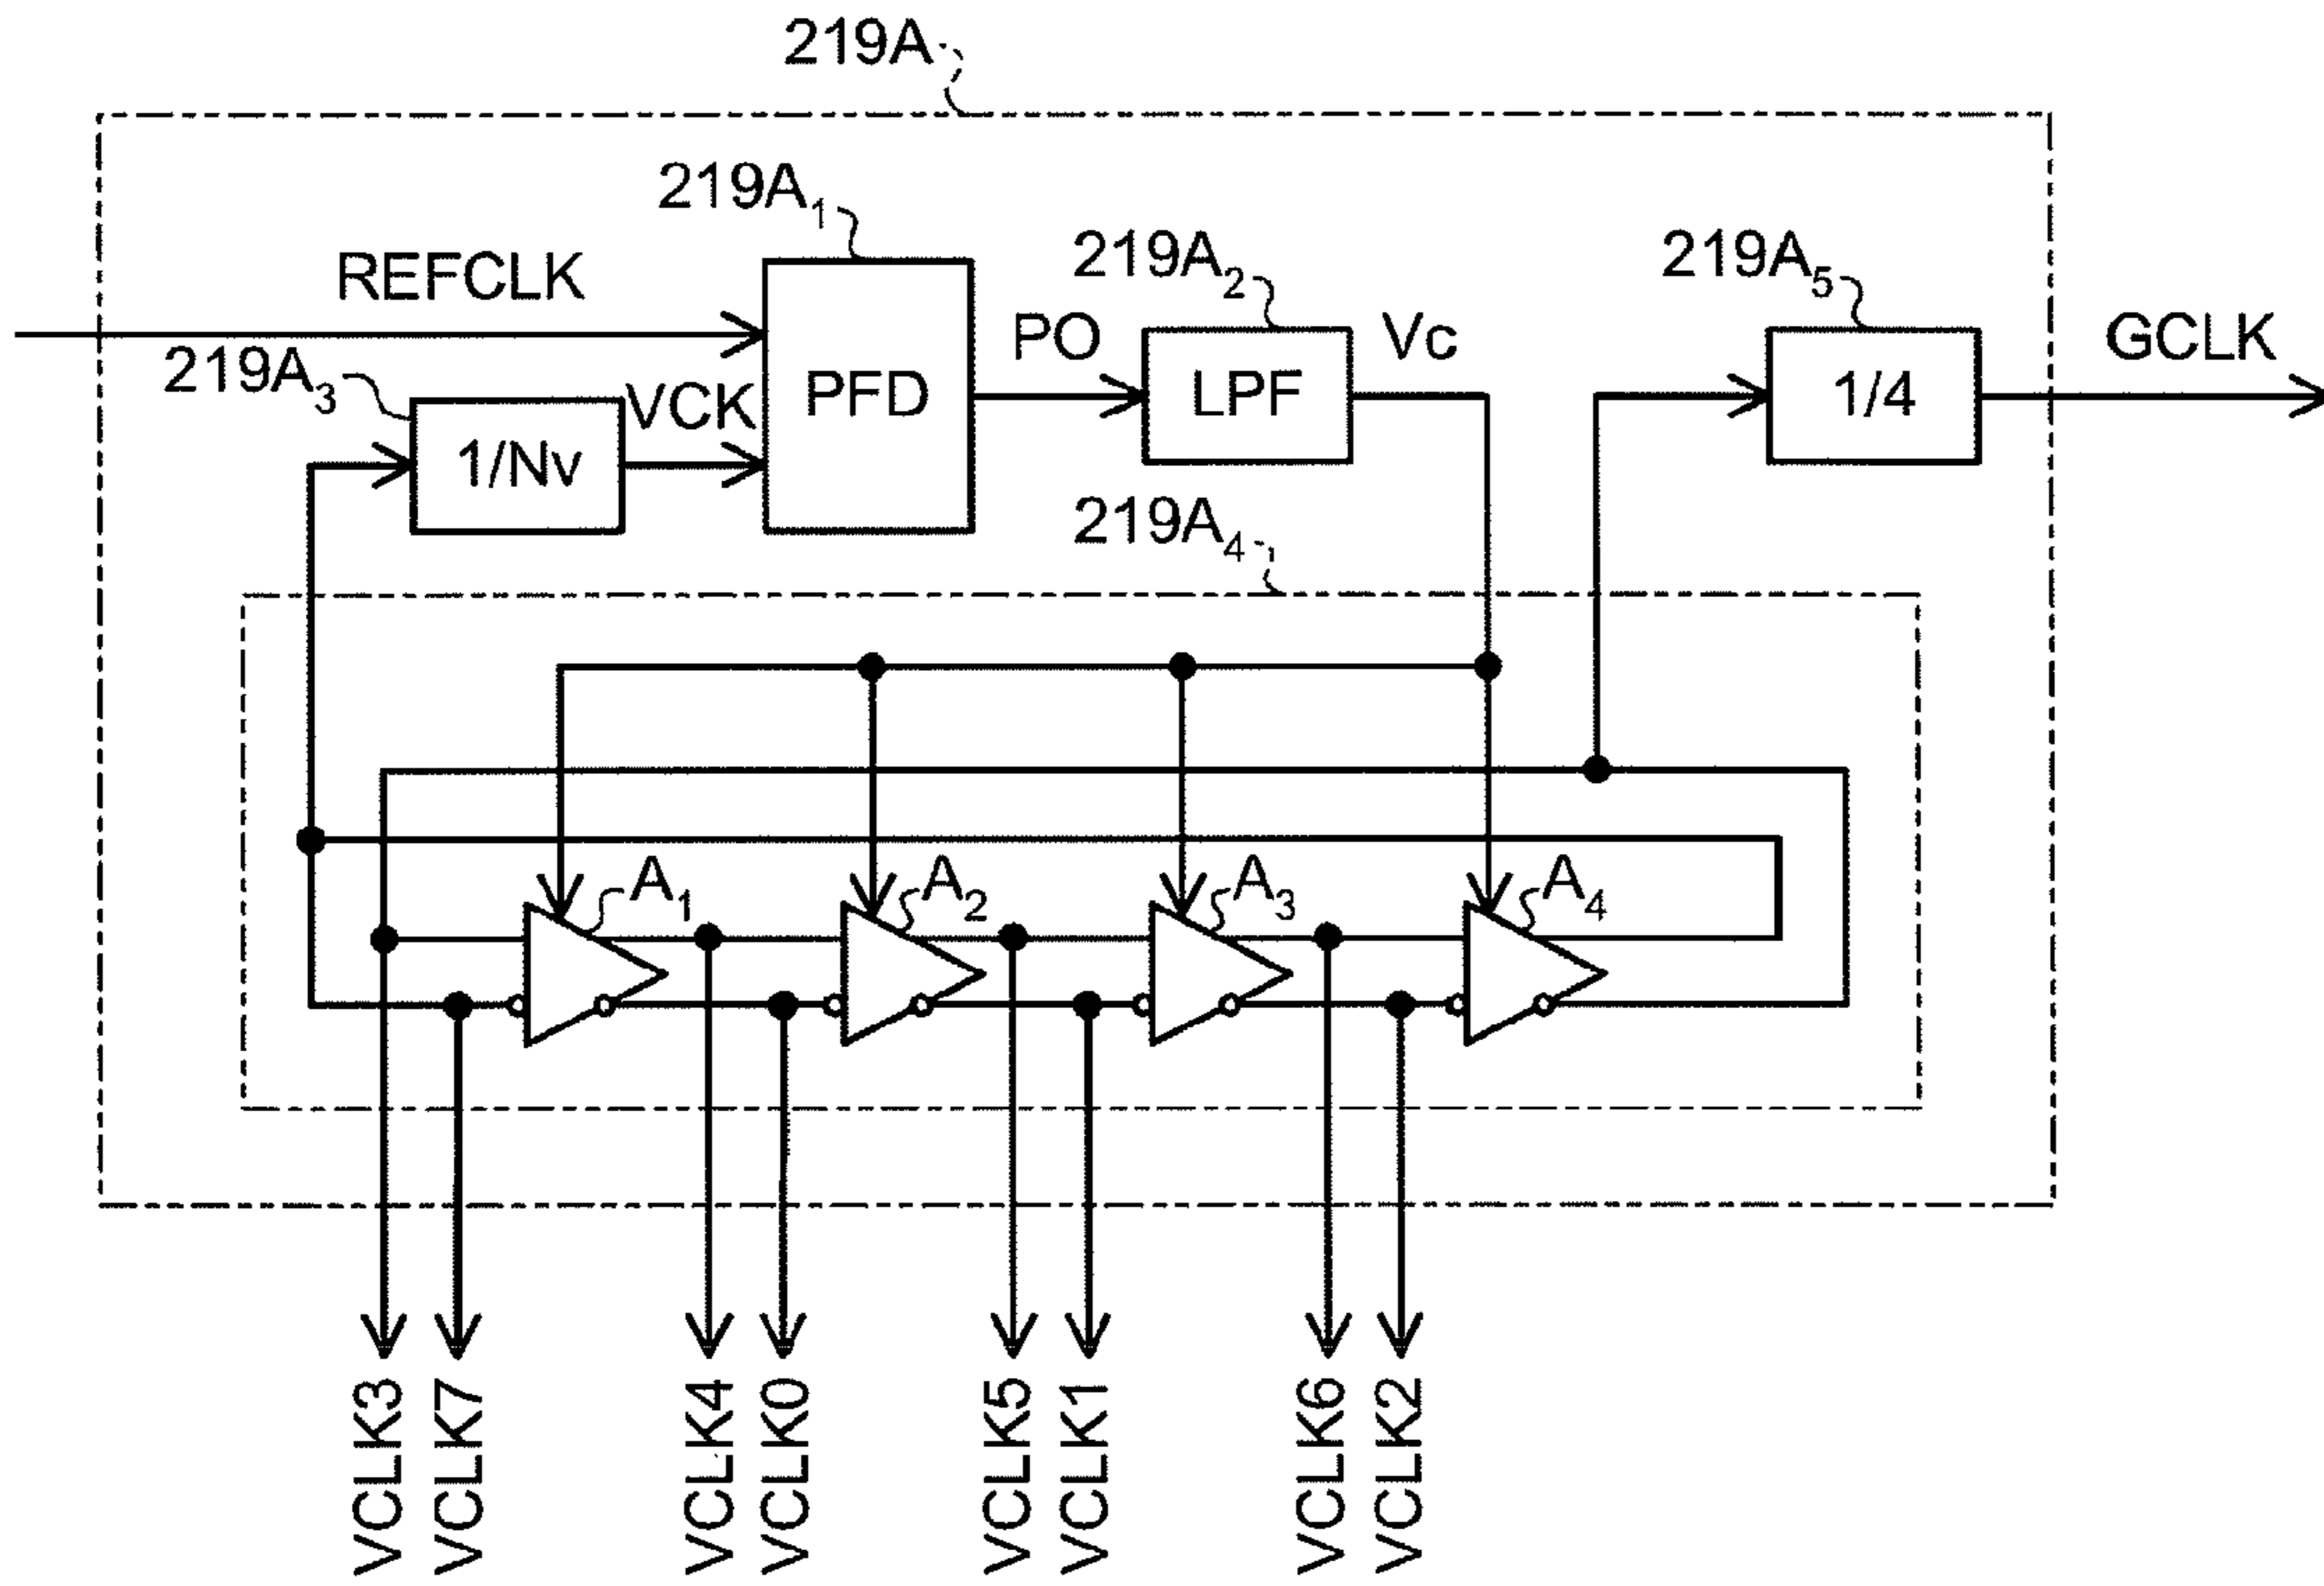 219A
219A1
REFCLK
219A2
219A5
PO
Vc
GCLK
219A3
VCK
PFD
LPF
1/4
1/Nv
219A4
A1
A2
A3
A4
VCLK3
VCLK7
VCLK4
VCLK0
VCLK5
VCLK1
VCLK6
VCLK2